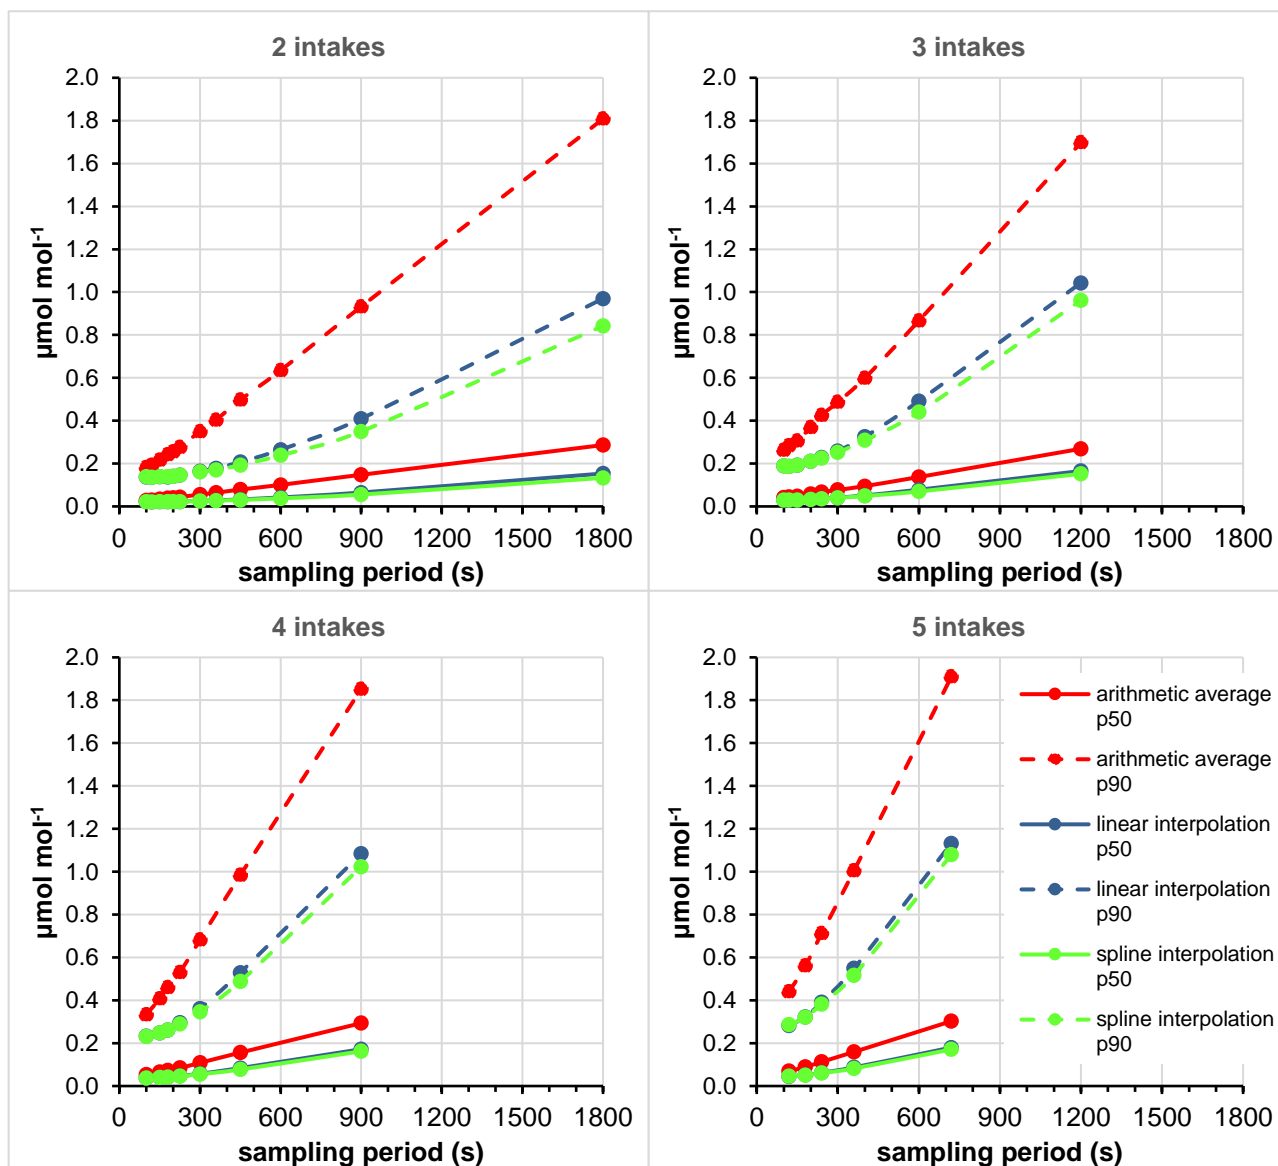 2 intakes
2.0
1.8
1.6
1.4
1.2
1.0
0.8
0.6
0.4
0.2
0.0
µmol mol-1
0 300 600 900 1200 1500 1800
sampling period (s)
3 intakes
2.0
1.8
1.6
1.4
1.2
1.0
0.8
0.6
0.4
0.2
0.0
µmol mol-1
0 300 600 900 1200 1500 1800
sampling period (s)
4 intakes
2.0
1.8
1.6
1.4
1.2
1.0
0.8
0.6
0.4
0.2
0.0
µmol mol-1
0 300 600 900 1200 1500 1800
sampling period (s)
5 intakes
2.0
1.8
1.6
1.4
1.2
1.0
0.8
0.6
0.4
0.2
0.0
µmol mol-1
0 300 600 900 1200 1500 1800
sampling period (s)
arithmetic average
p50
arithmetic average
p90
linear interpolation
p50
linear interpolation
p90
spline interpolation
p50
spline interpolation
p90